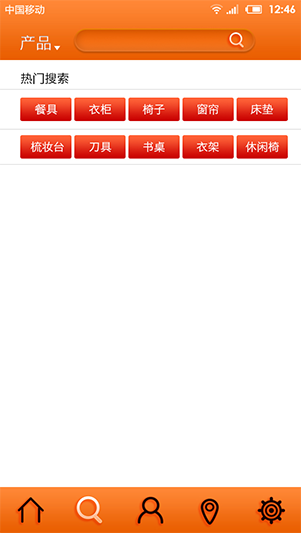 中国移动 12:46
产品
热门搜索
餐具 衣柜 椅子 窗帘 床垫
梳妆台 刀具 书桌 衣架 休闲椅